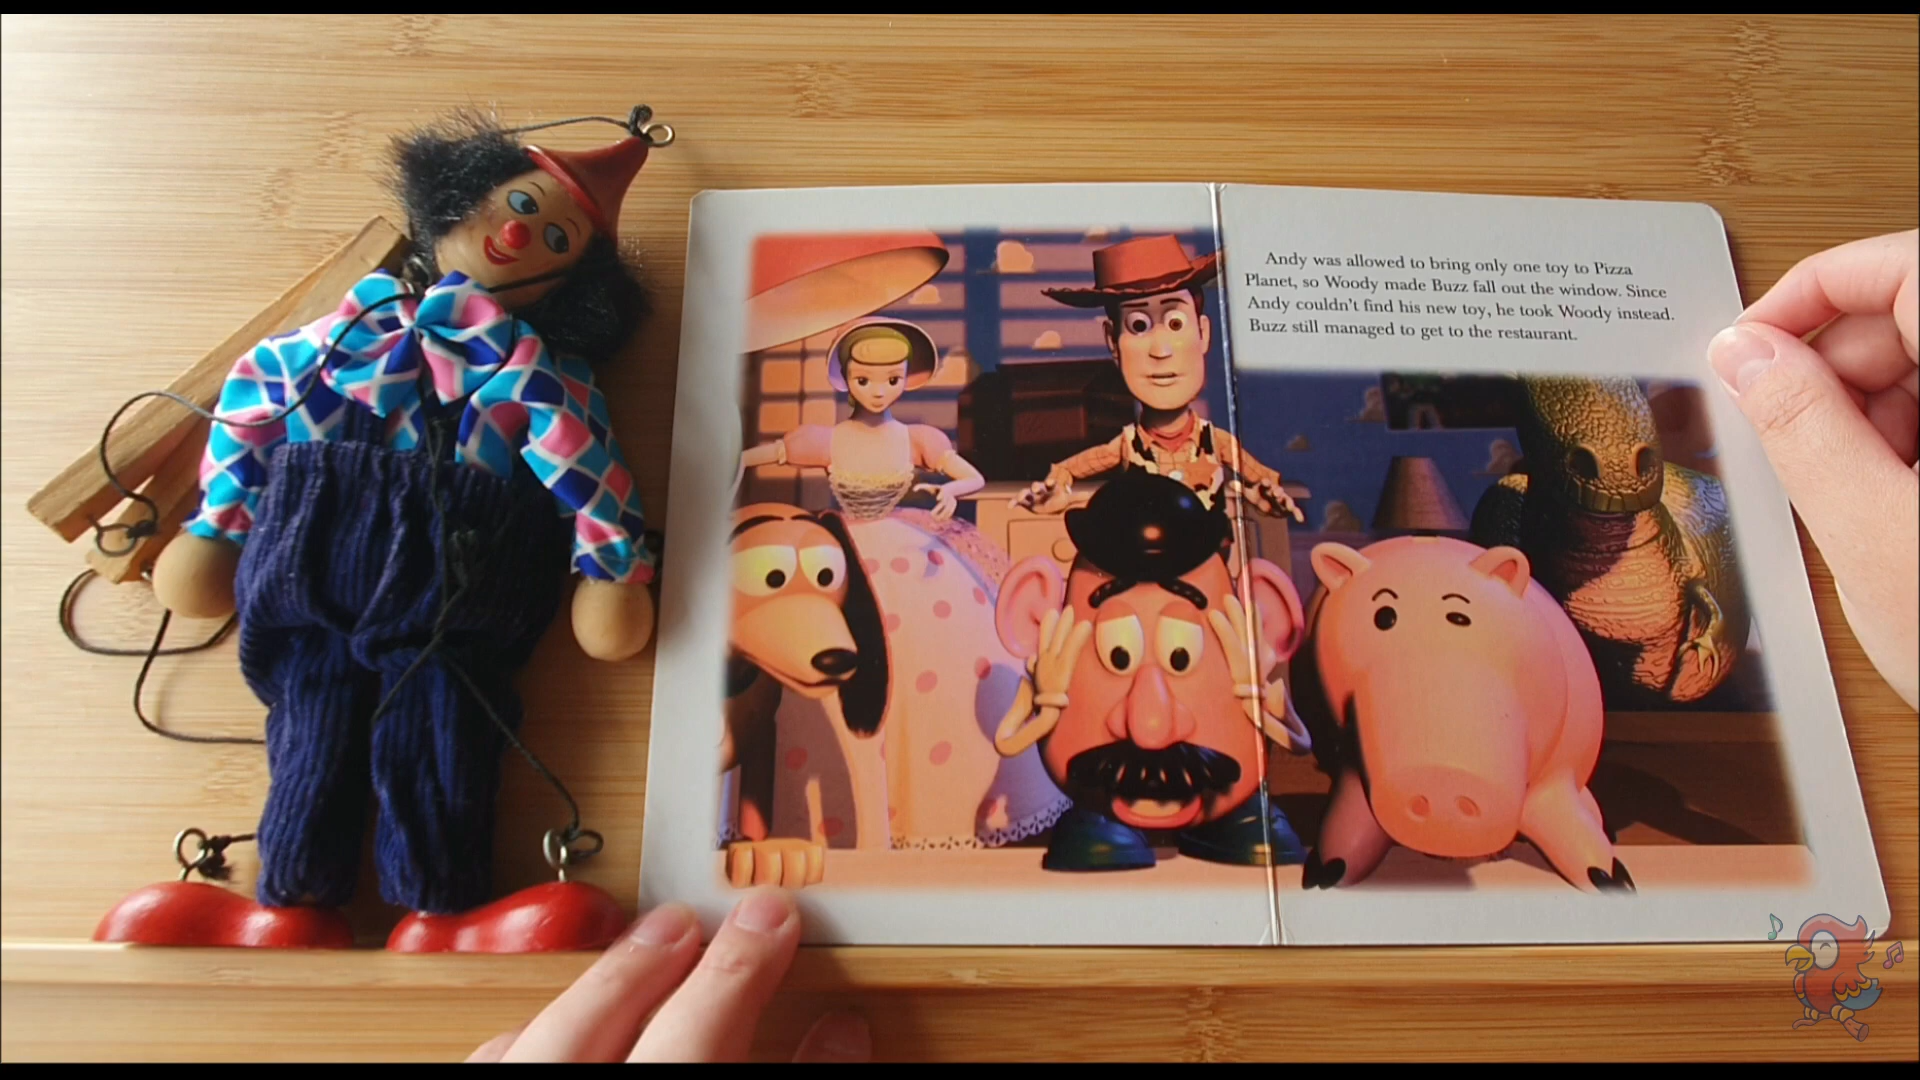 Andy was allowed to bring only one toy to Pizza
Planet, so Woody made Buzz fall out the window. Since
Andy couldn't find his new toy, he took Woody instead.
Buzz still managed to get to the restaurant.